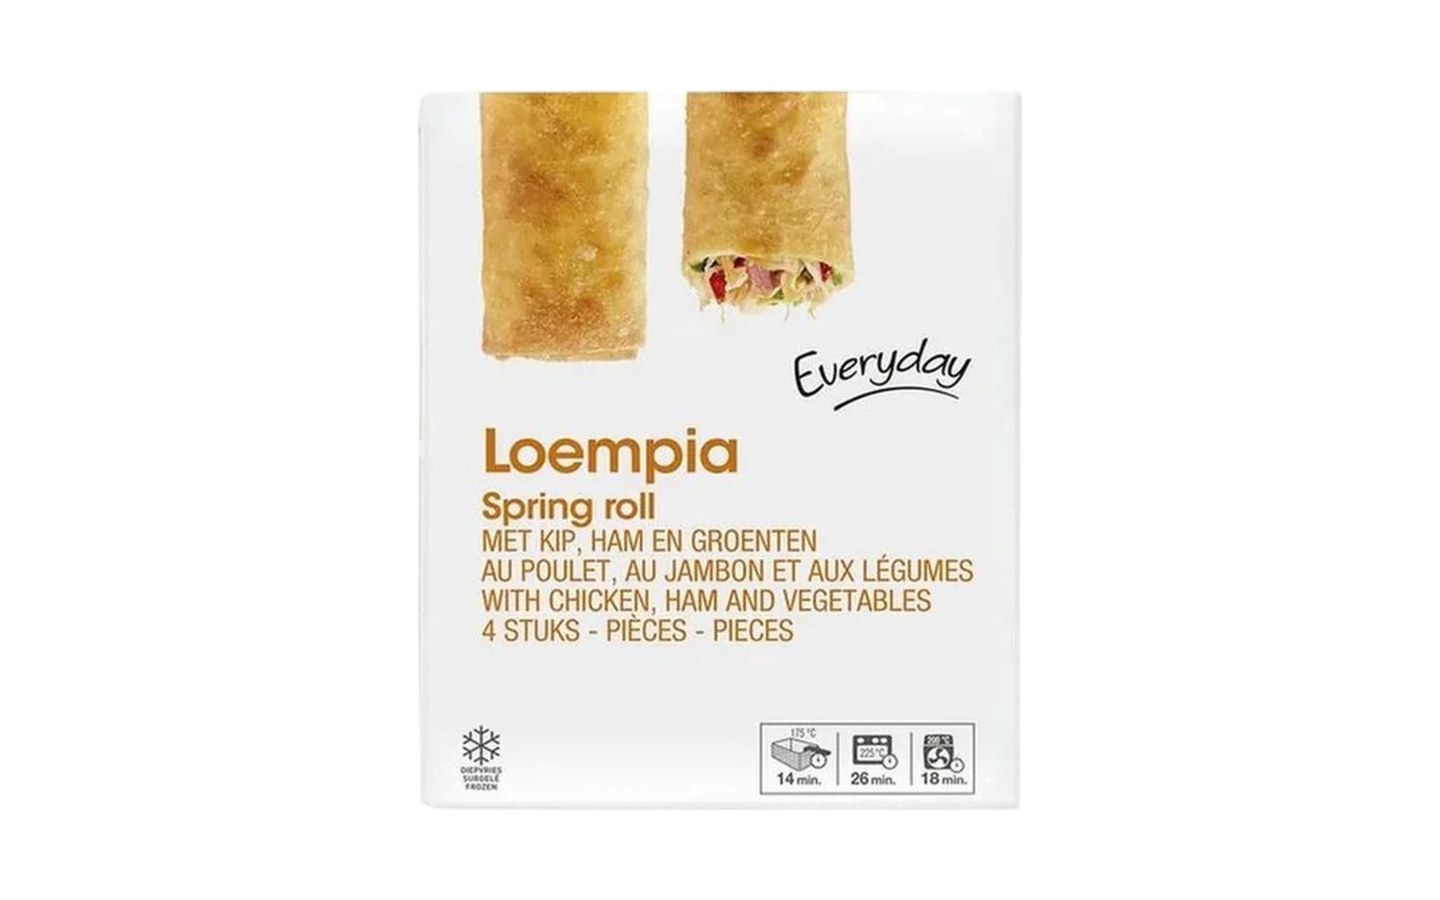 Everyday
Loempia
Spring roll
MET KIP, HAM EN GROENTEN
AU POULET, AU JAMBON ET AUX LÉGUMES
WITH CHICKEN, HAM AND VEGETABLES
4 STUKS - PIÈCES - PIECES
DIEPVRIES
SURGELÉ
FROZEN
175 °C
14 min.
225 °C
26 min.
200 °C
18 min.